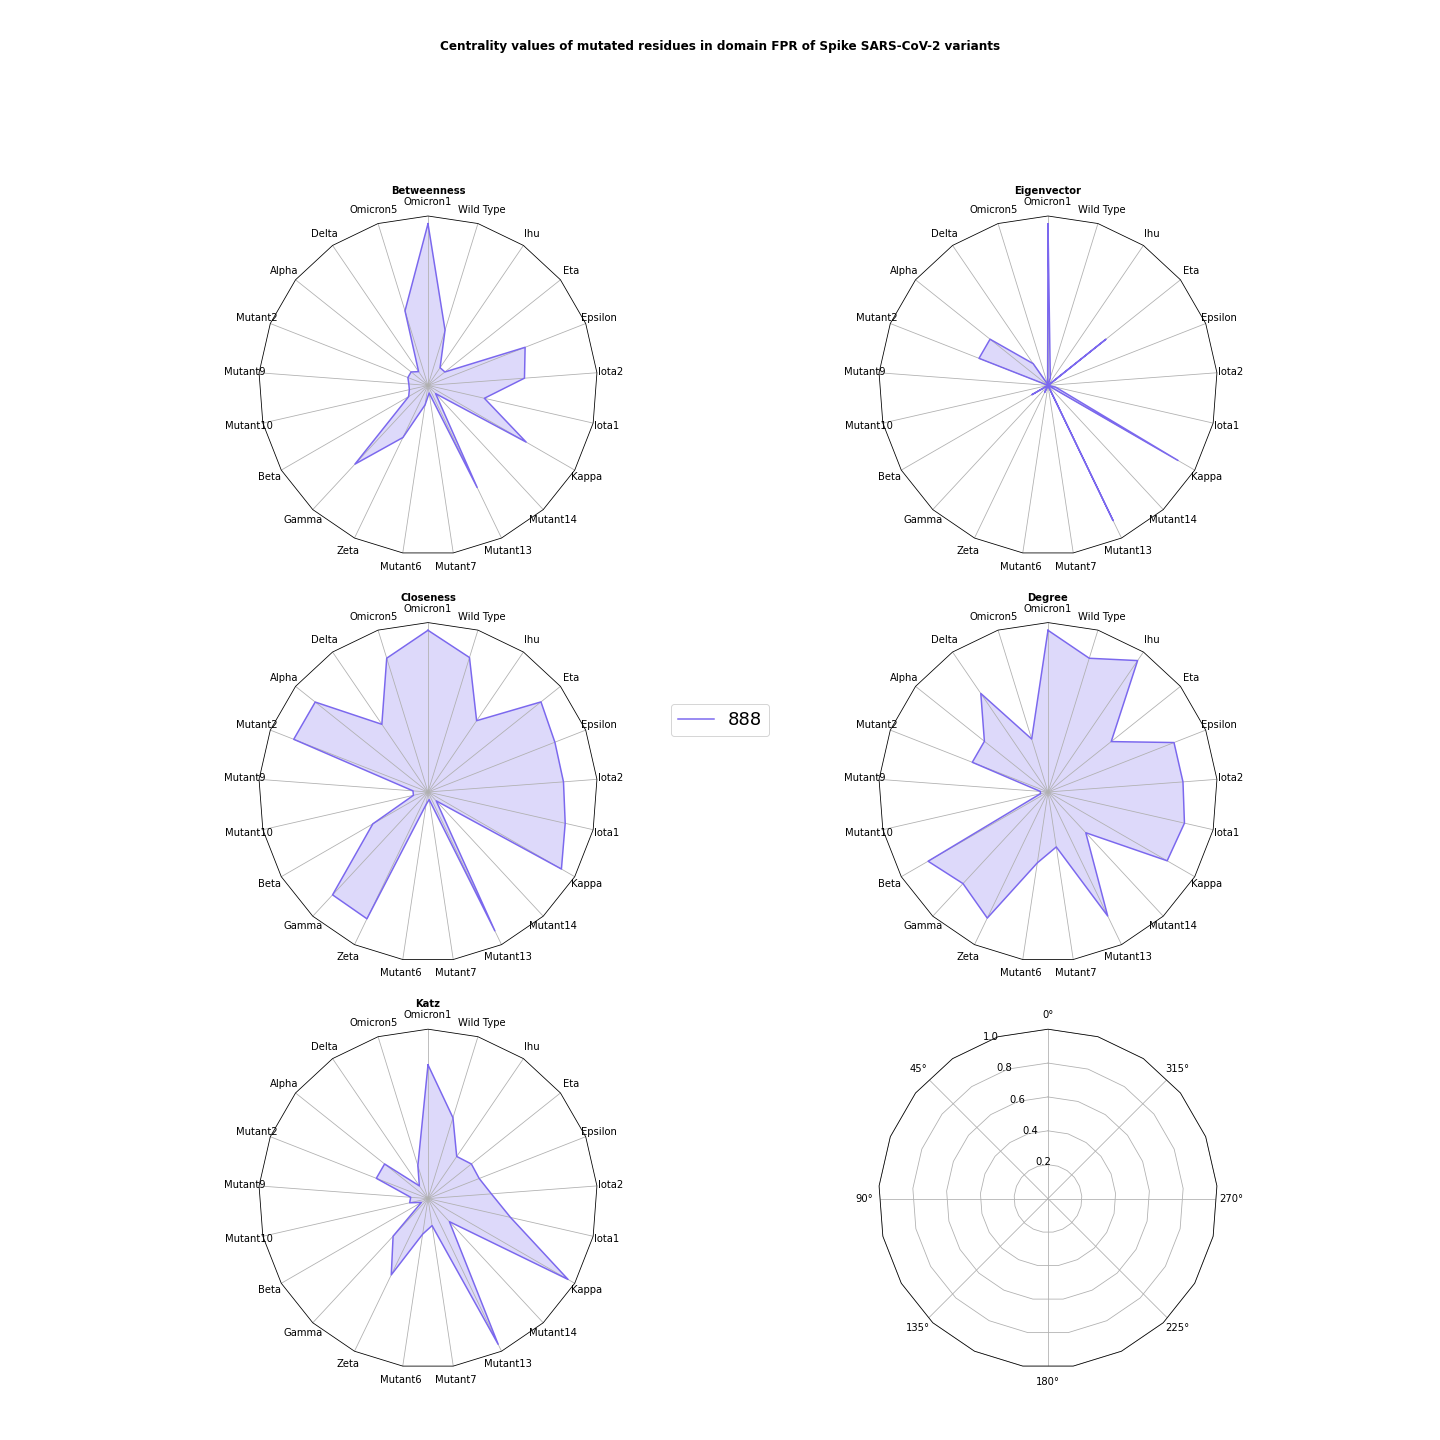 Centrality values of mutated residues in domain FPR of Spike SARS-CoV-2 variants
Betweenness
Omicron1
Omicron5
Wild Type
Delta
Ihu
Alpha
Eta
Mutant2
Epsilon
Mutant9
Iota2
Mutant10
Iota1
Beta
Kappa
Gamma
Mutant14
Zeta
Mutant13
Mutant6
Mutant7
Eigenvector
Omicron1
Omicron5
Wild Type
Delta
Ihu
Alpha
Eta
Mutant2
Epsilon
Mutant9
Iota2
Mutant10
Iota1
Beta
Kappa
Gamma
Mutant14
Zeta
Mutant13
Mutant6
Mutant7
Closeness
Omicron1
Omicron5
Wild Type
Delta
Ihu
Alpha
Eta
Mutant2
Epsilon
Mutant9
Iota2
Mutant10
Iota1
Beta
Kappa
Gamma
Mutant14
Zeta
Mutant13
Mutant6
Mutant7
888
Degree
Omicron1
Omicron5
Wild Type
Delta
Ihu
Alpha
Eta
Mutant2
Epsilon
Mutant9
Iota2
Mutant10
Iota1
Beta
Kappa
Gamma
Mutant14
Zeta
Mutant13
Mutant6
Mutant7
Katz
Omicron1
Omicron5
Wild Type
Delta
Ihu
Alpha
Eta
Mutant2
Epsilon
Mutant9
Iota2
Mutant10
Iota1
Beta
Kappa
Gamma
Mutant14
Zeta
Mutant13
Mutant6
Mutant7
0°
1.0
0.8
45°
315°
0.6
0.4
0.2
90°
270°
135°
225°
180°